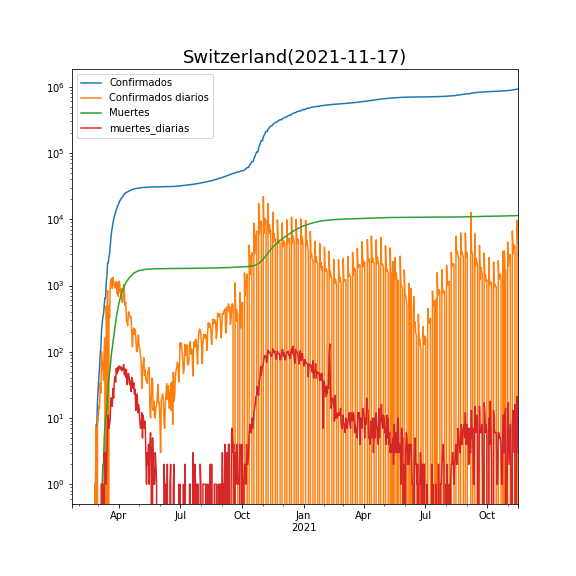 Switzerland(2021-11-17)
Confirmados
Confirmados diarios
Muertes
muertes_diarias
10^6
10^5
10^4
10^3
10^2
10^1
10^0
Apr Jul Oct Jan Apr Jul Oct
2021